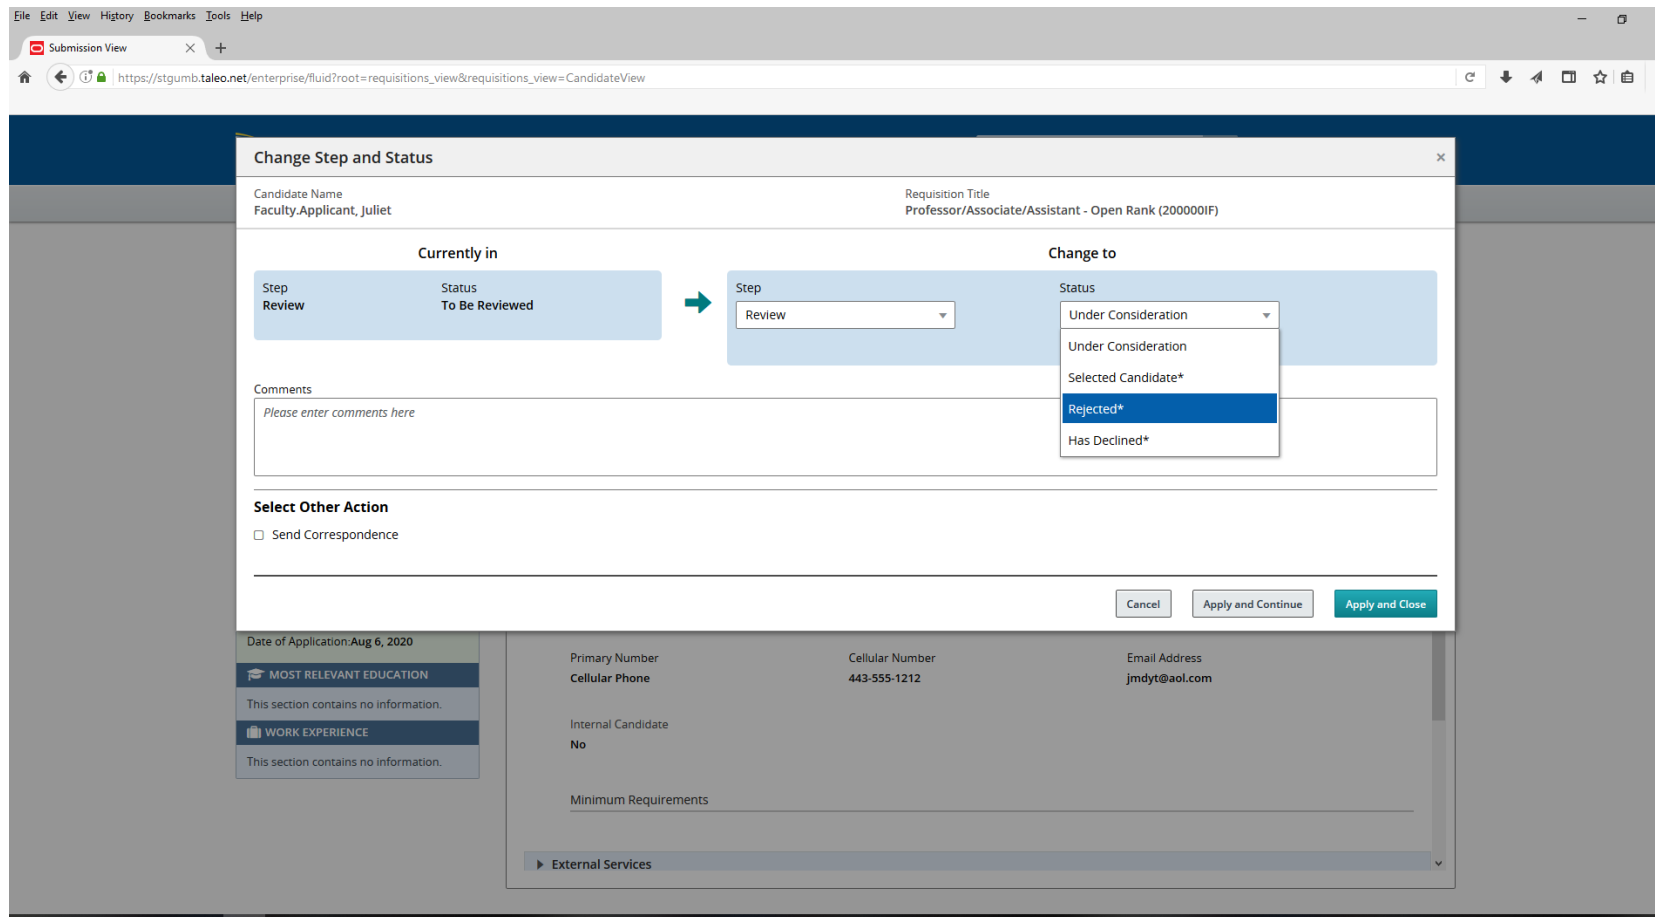 File Edit View History Bookmarks Tools Help
Submission View
https://stgumb.taleo.net/enterprise/fluid?root=requisitions_view&requisitions_view=CandidateView
Change Step and Status
Candidate Name
Faculty.Applicant, Juliet
Requisition Title
Professor/Associate/Assistant - Open Rank (200000IF)
Currently in
Change to
Step
Review
Status
To Be Reviewed
Step
Review
Status
Under Consideration
Under Consideration
Selected Candidate*
Rejected*
Has Declined*
Comments
Please enter comments here
Select Other Action
Send Correspondence
Cancel
Apply and Continue
Apply and Close
Date of Application:Aug 6, 2020
MOST RELEVANT EDUCATION
This section contains no information.
WORK EXPERIENCE
This section contains no information.
Primary Number
Cellular Phone
Cellular Number
443-555-1212
Email Address
jmdyt@aol.com
Internal Candidate
No
Minimum Requirements
External Services